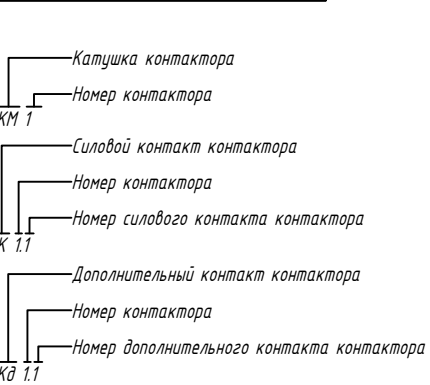 Катушка контактора
Номер контактора
КМ 1
Силовой контакт контактора
Номер контактора
Номер силового контакта контактора
К 1.1
Дополнительный контакт контактора
Номер контактора
Номер дополнительного контакта контактора
Кд 1.1